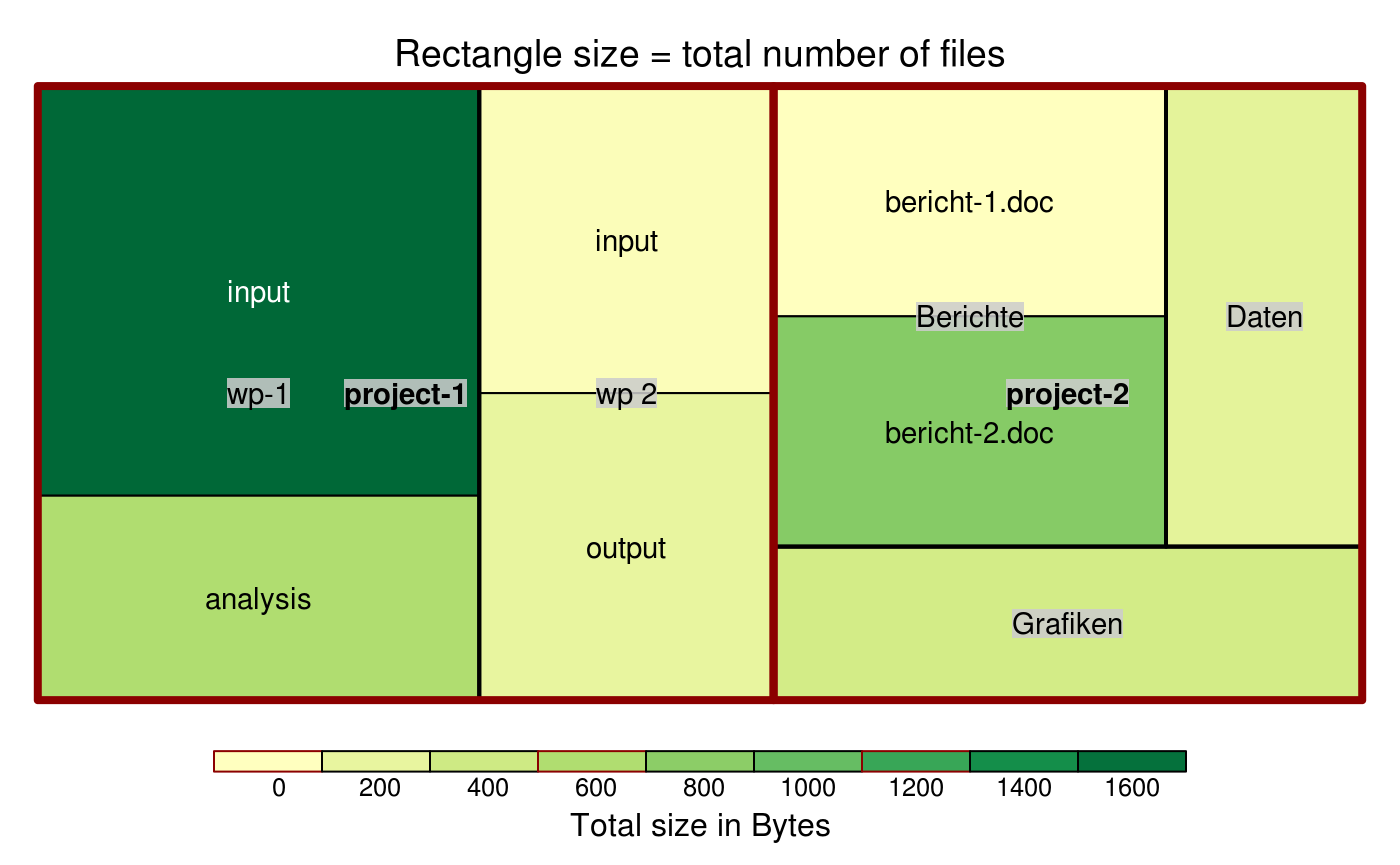 Rectangle size = total number of files
bericht-1.doc
input
input
Berichte
Daten
wp-1
project-1
wp 2
project-2
bericht-2.doc
output
analysis
Grafiken
0 200 400 600 800 1000 1200 1400 1600
Total size in Bytes